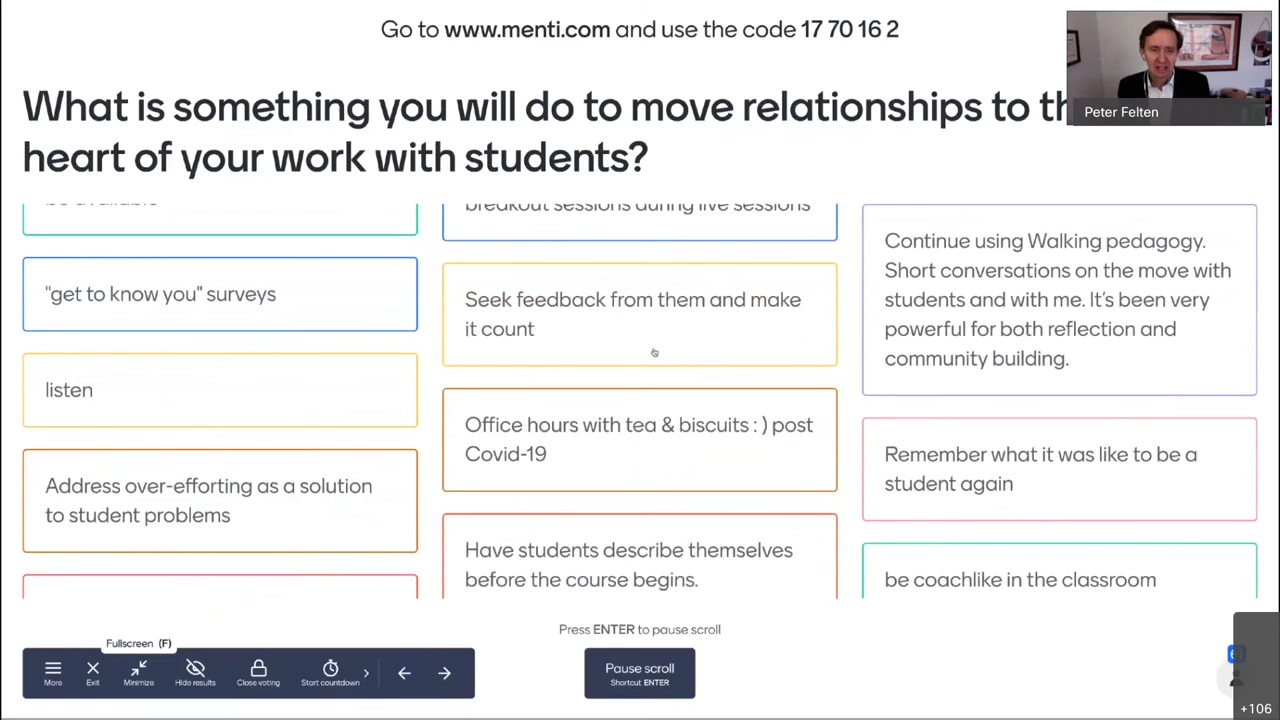 Go to www.menti.com and use the code 17 70 16 2
Peter Felten
What is something you will do to move relationships to
heart of your work with students?
"get to know you" surveys
listen
Address over-efforting as a solution
to student problems
breakout sessions during live sessions
Seek feedback from them and make
it count
Office hours with tea & biscuits : ) post
Covid-19
Have students describe themselves
before the course begins.
Continue using Walking pedagogy.
Short conversations on the move with
students and with me. It's been very
powerful for both reflection and
community building.
Remember what it was like to be a
student again
be coachlike in the classroom
Press ENTER to pause scroll
Fullscreen (F)
More
Exit
Minimize
Hide results
Close voting
Start countdown
Pause scroll
Shortcut ENTER
+106